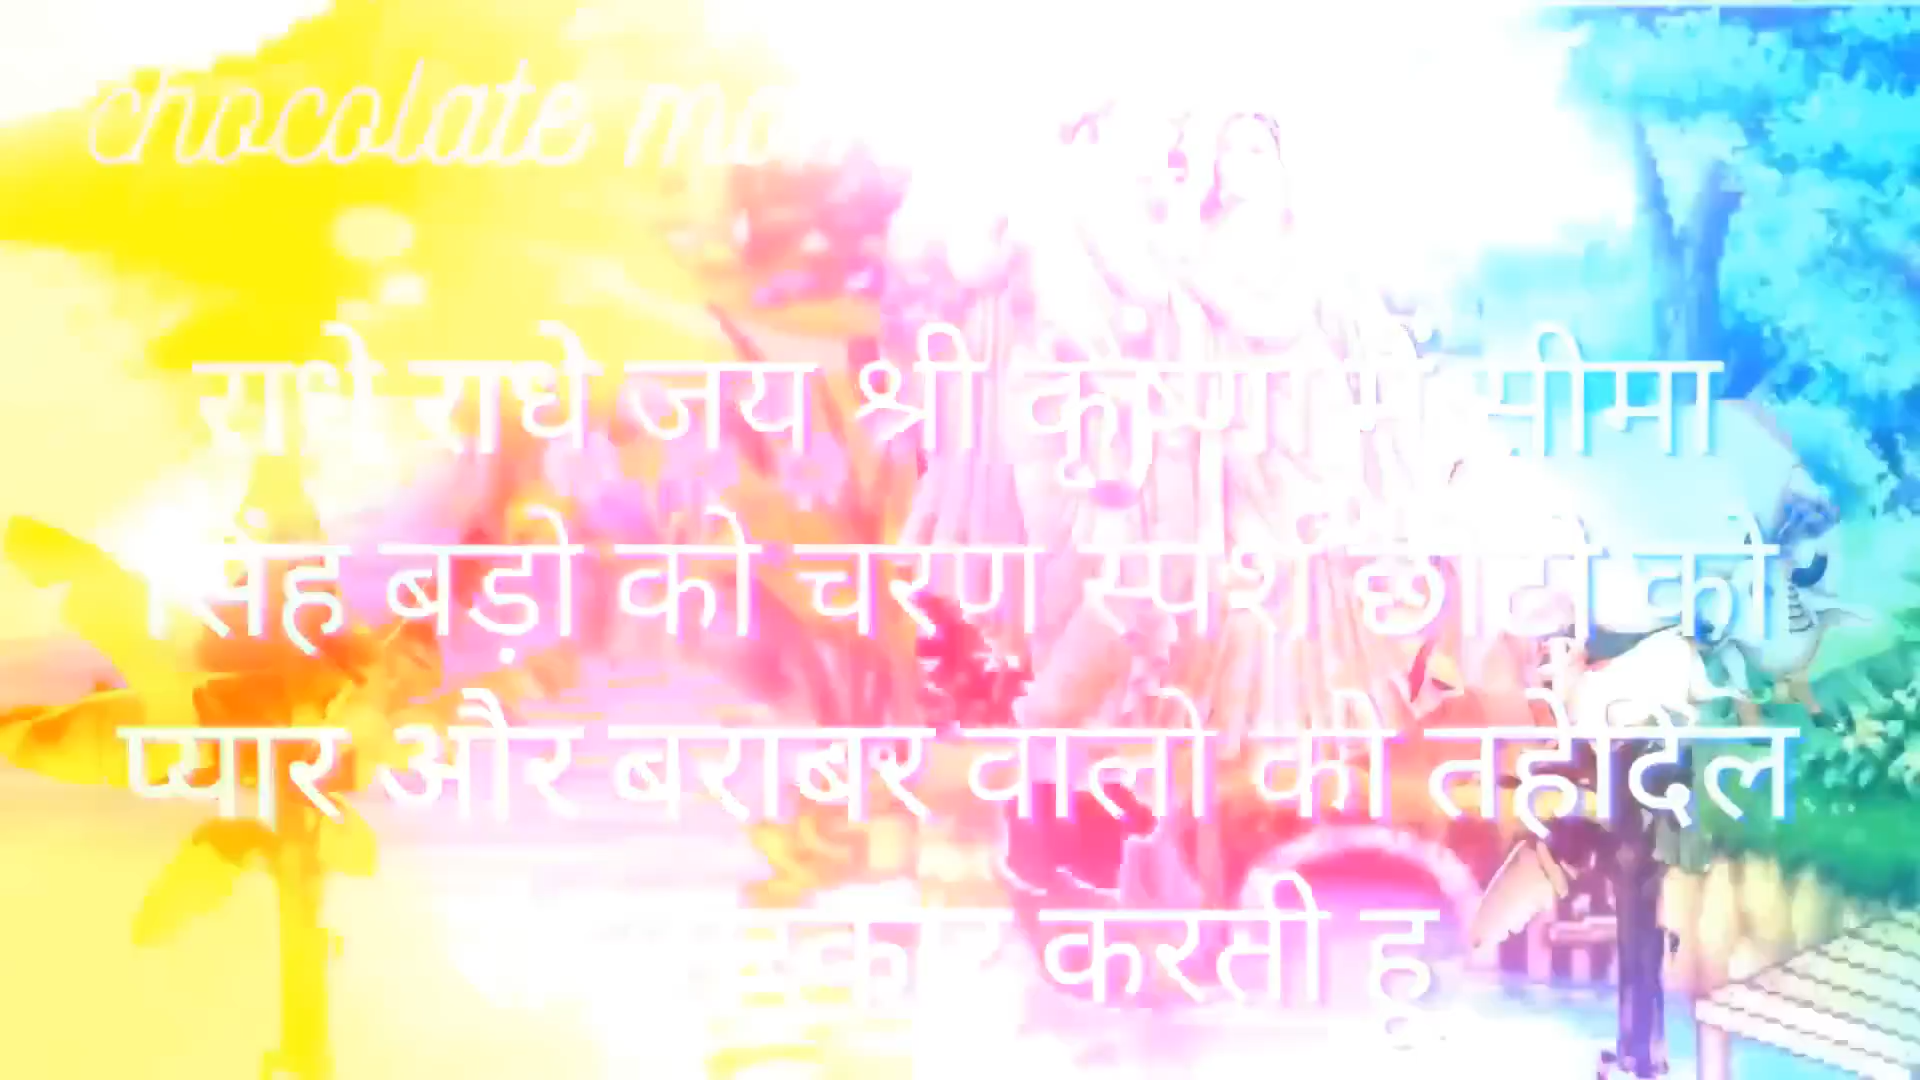 chocolate
राधे राधे जय श्री कृष्णा मैं सीमा
सिंह बड़ो को चरण स्पर्श छोटो को
प्यार और बराबर वालो को तहेदिल
करती हू